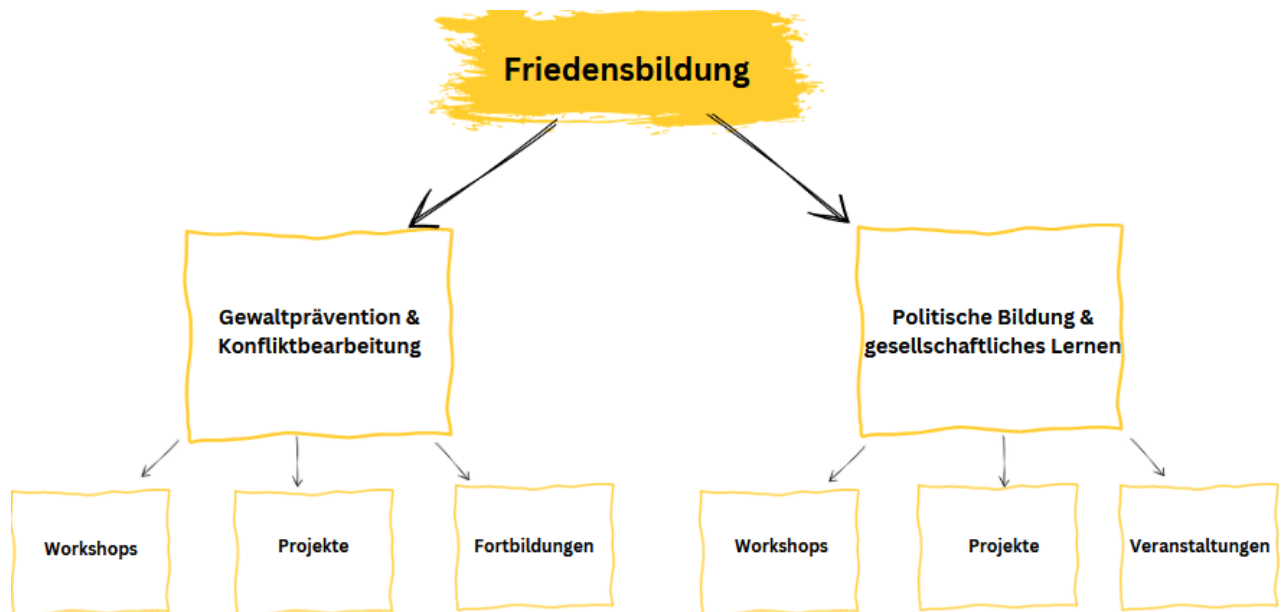 Friedensbildung
Gewaltprävention &
Konfliktbearbeitung
Politische Bildung &
gesellschaftliches Lernen
Workshops
Projekte
Fortbildungen
Workshops
Projekte
Veranstaltungen